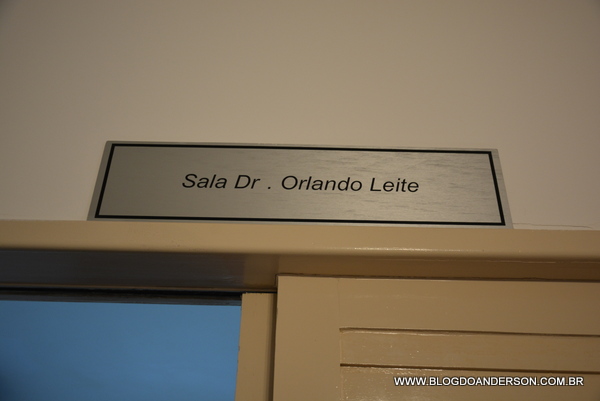 Sala Dr . Orlando Leite
WWW.BLOGDOANDERSON.COM.BR